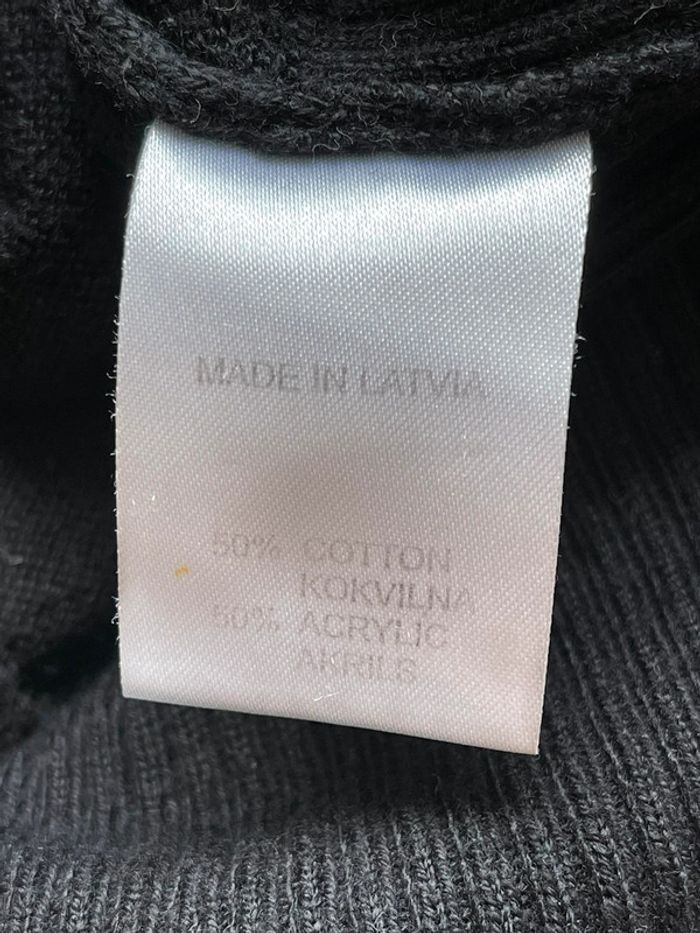 MADE IN LATVIA
50% COTTON
KOKVILNA
50% ACRYLIC
AKRILS